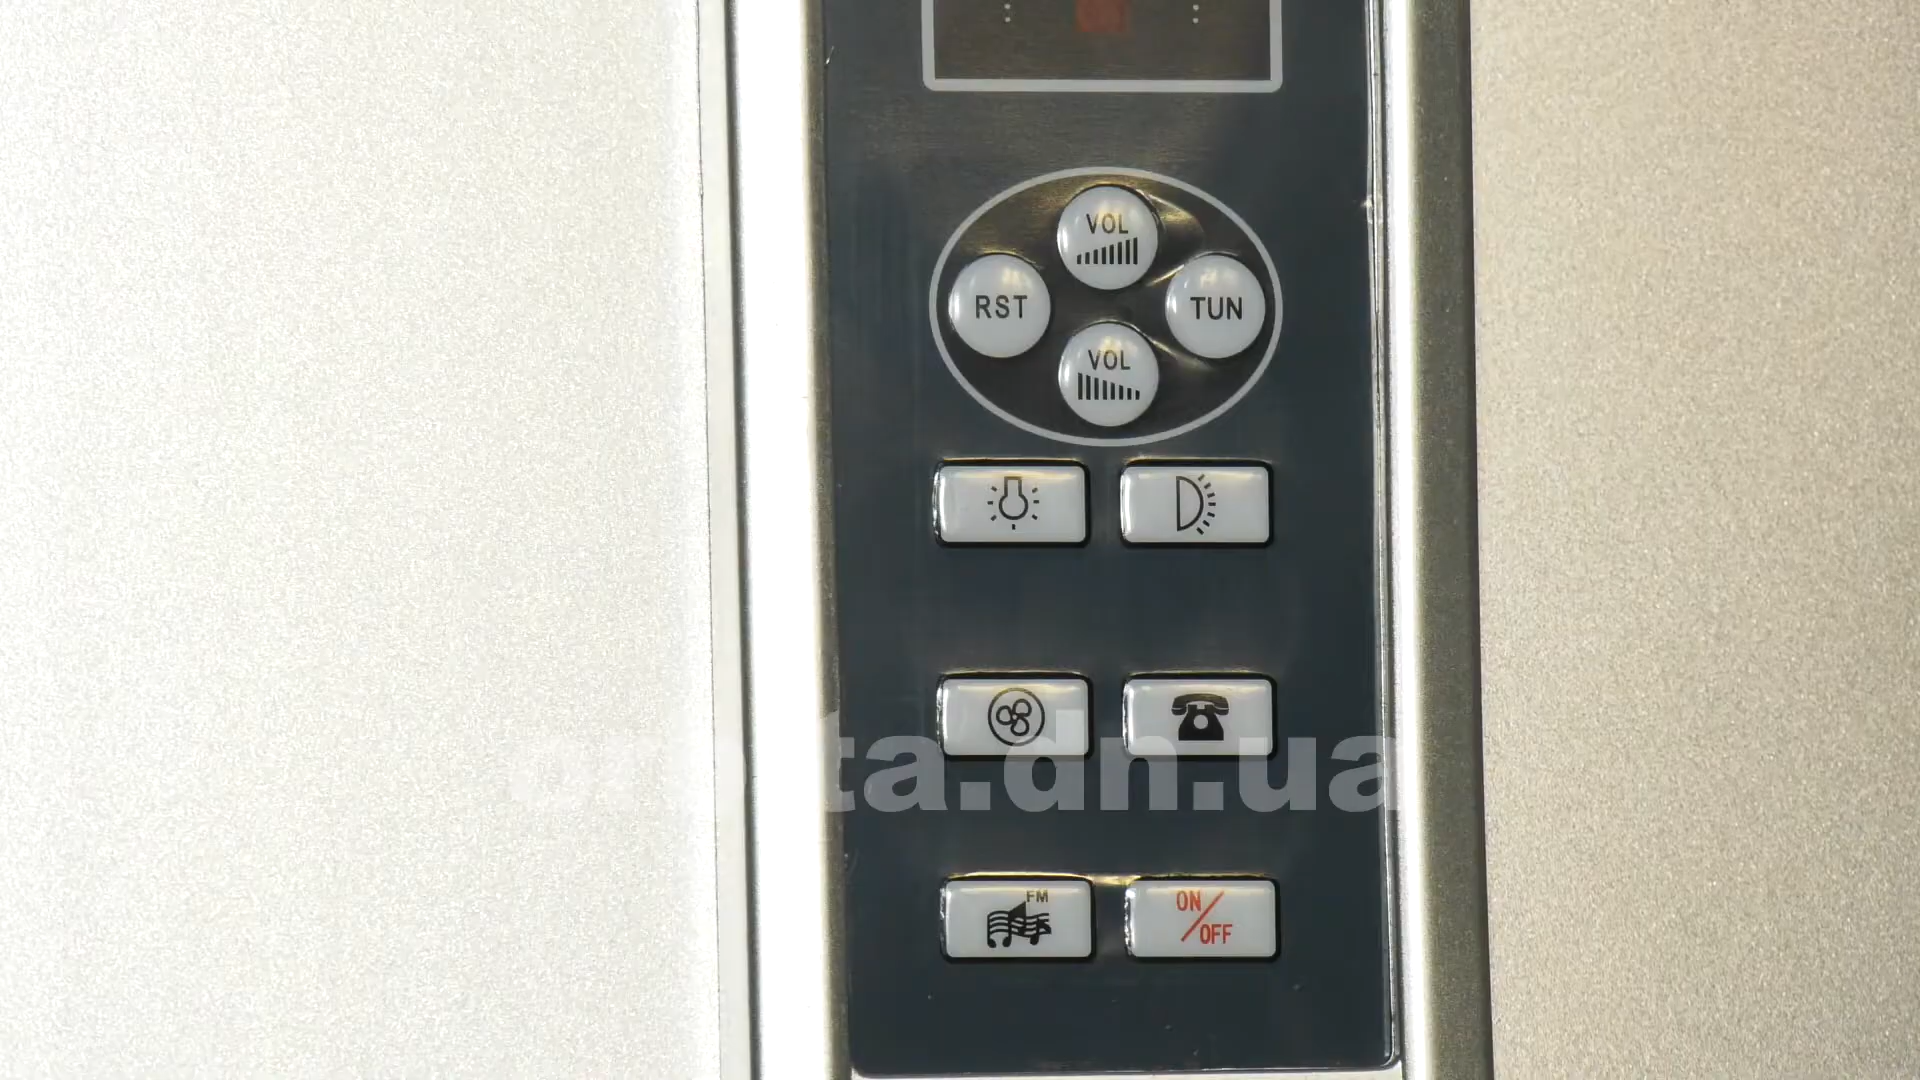 VOL
RST
TUN
VOL
ta.dn.ua
FM
ON/OFF